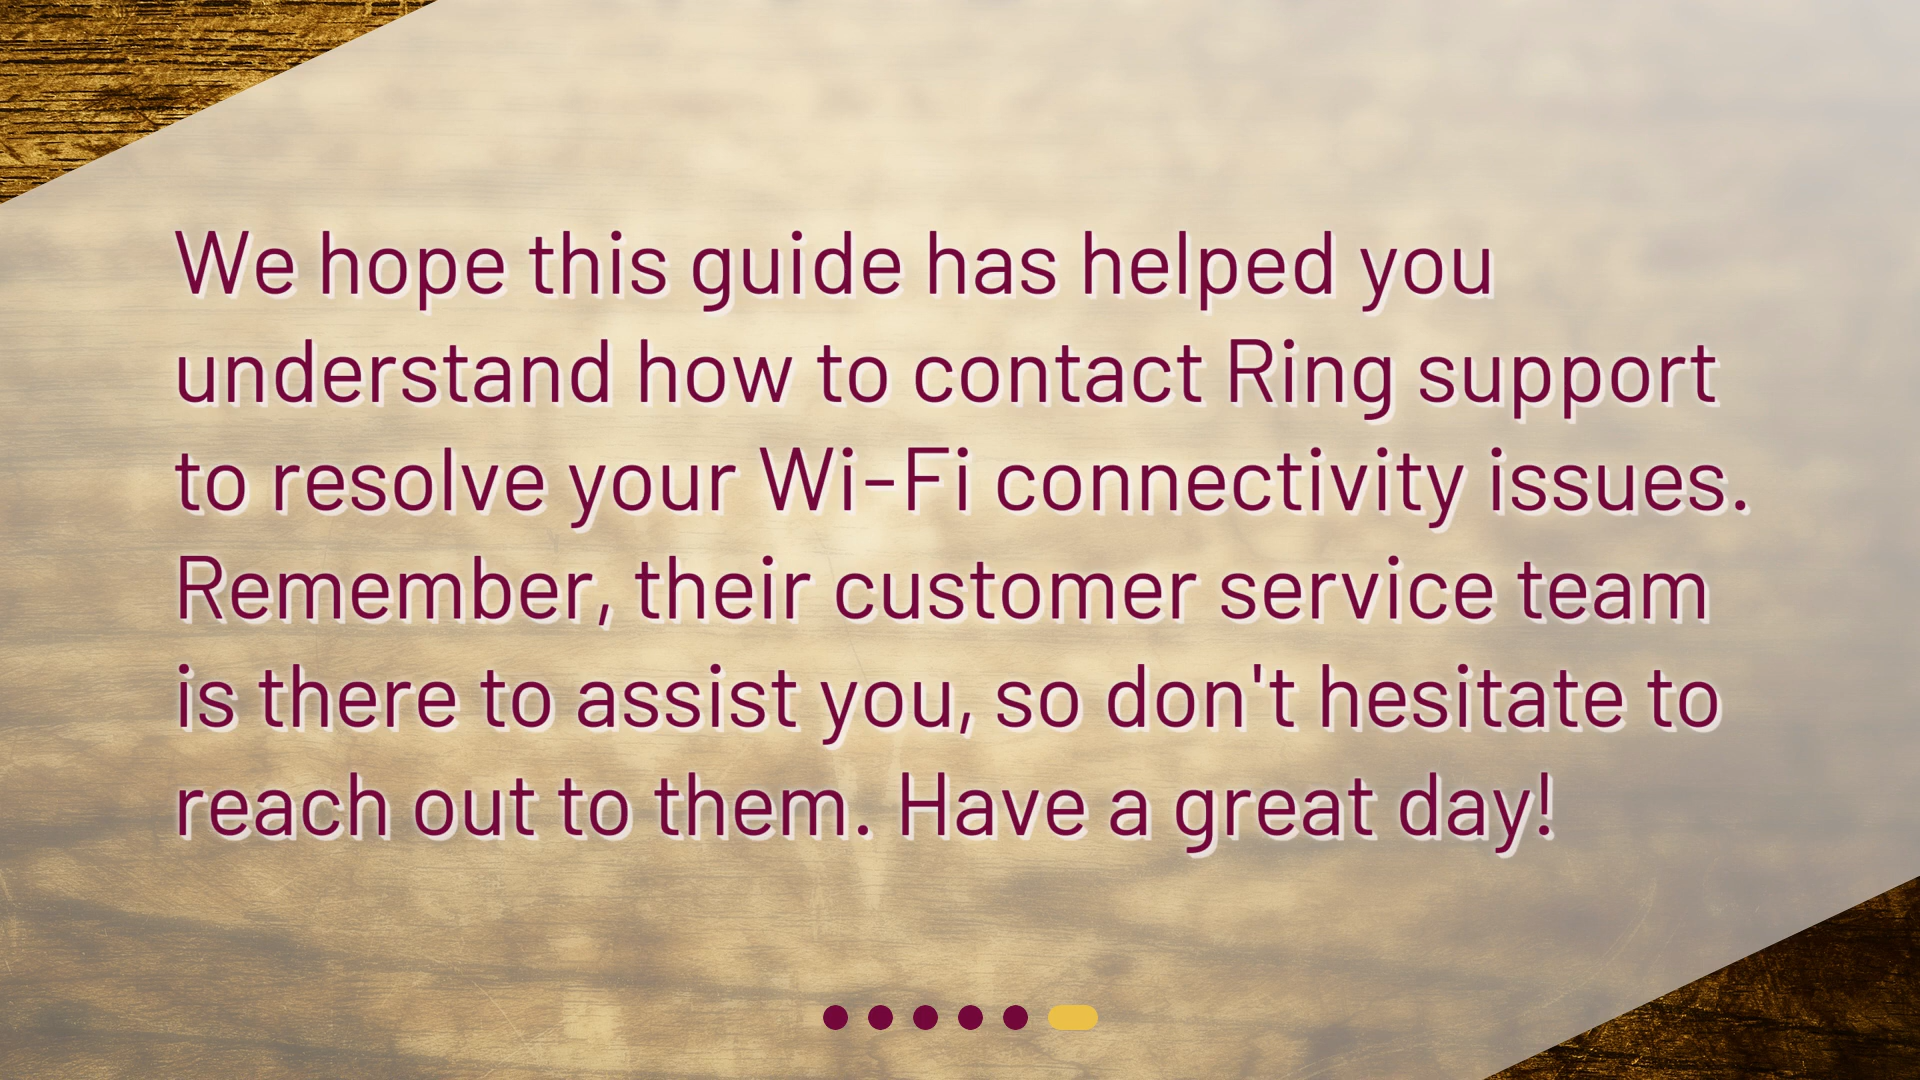 We hope this guide has helped you
understand how to contact Ring support
to resolve your Wi-Fi connectivity issues.
Remember, their customer service team
is there to assist you, so don't hesitate to
reach out to them. Have a great day!